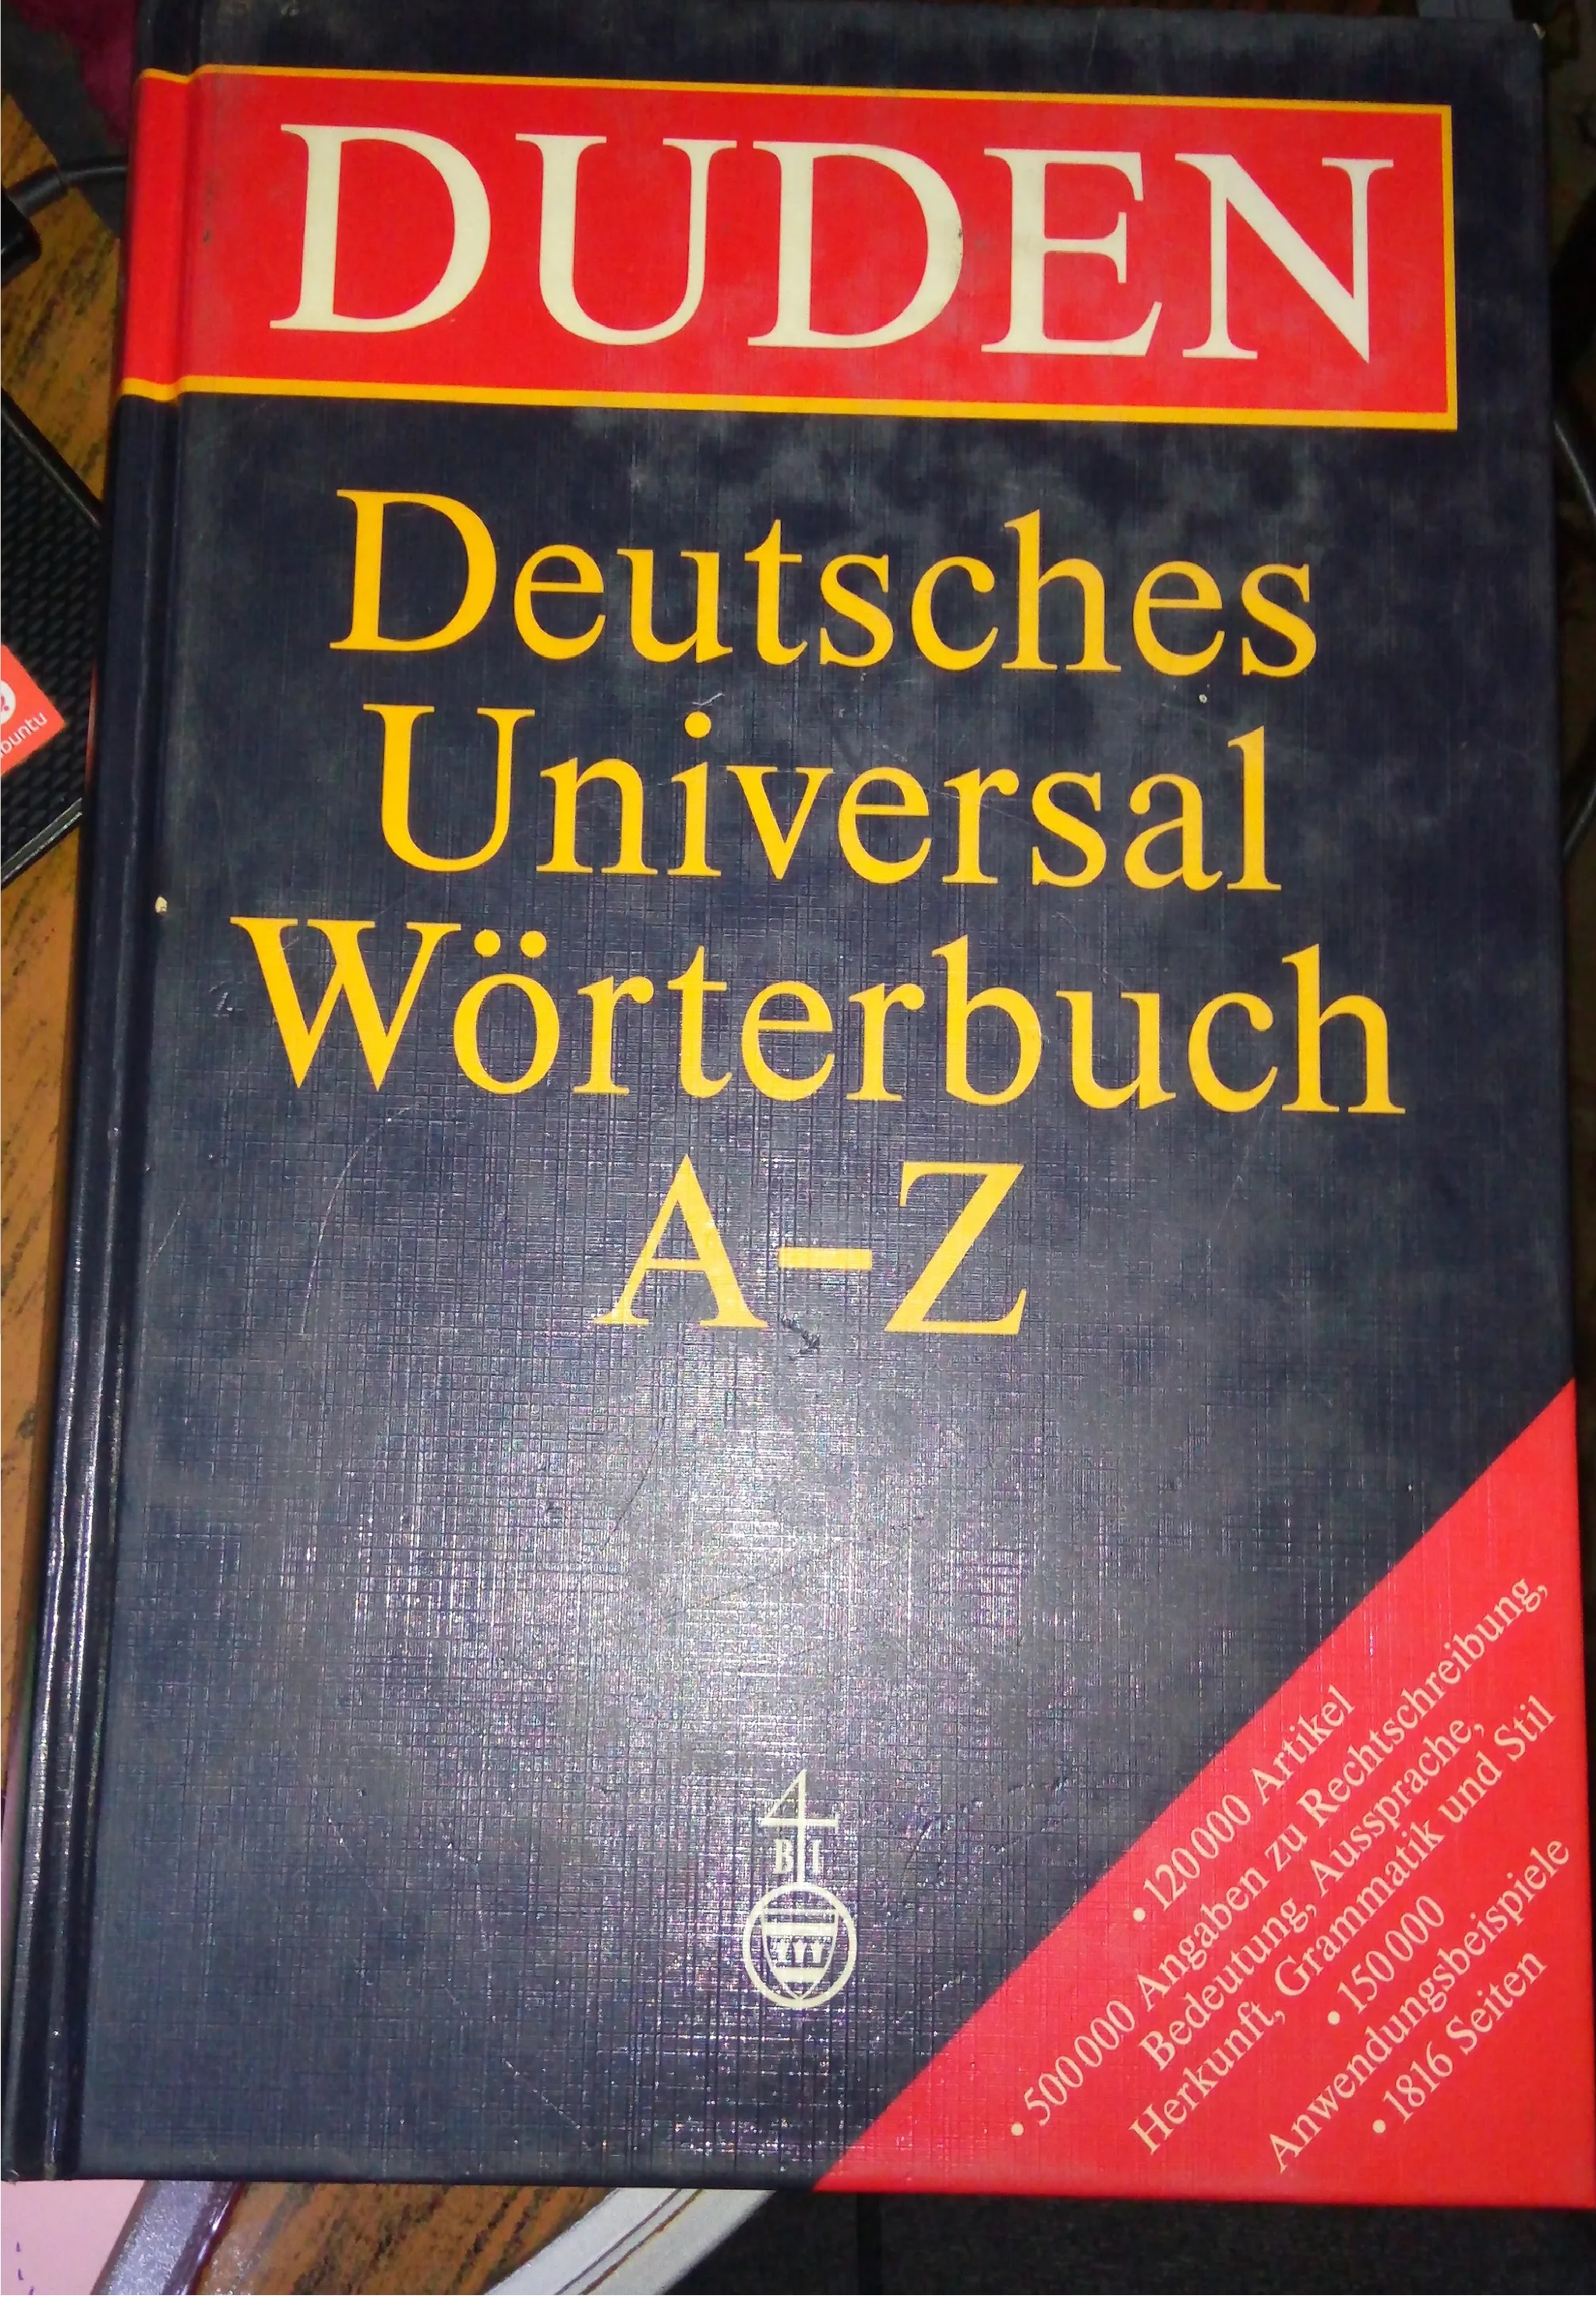 DUDEN
Deutsches
Universal
Wörterbuch
A–Z
B I
• 120 000 Artikel
• 500 000 Angaben zu Rechtschreibung,
Bedeutung, Aussprache,
Herkunft, Grammatik und Stil
• 150 000
Anwendungsbeispiele
• 1816 Seiten
buntu